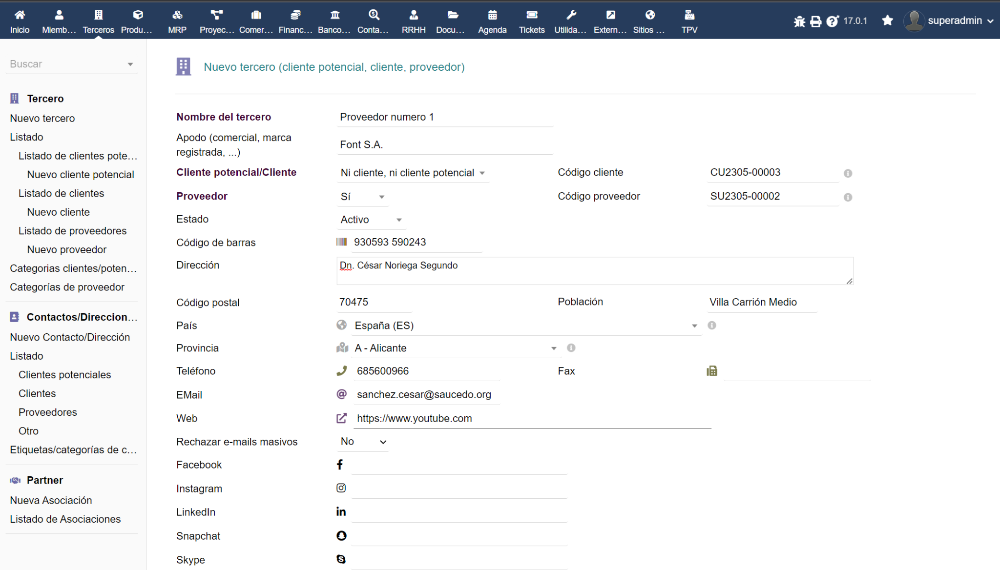 Inicio
Miemb...
Terceros
Produ...
MRP
Proyec...
Comer...
Financ...
Banco...
Conta...
RRHH
Docu...
Agenda
Tickets
Utilida...
Extern...
Sitios ...
TPV
17.0.1
superadmin
Buscar
Tercero
Nuevo tercero
Listado
Listado de clientes pote...
Nuevo cliente potencial
Listado de clientes
Nuevo cliente
Listado de proveedores
Nuevo proveedor
Categorias clientes/poten...
Categorías de proveedor
Contactos/Direccion...
Nuevo Contacto/Dirección
Listado
Clientes potenciales
Clientes
Proveedores
Otro
Etiquetas/categorías de c...
Partner
Nueva Asociación
Listado de Asociaciones
Nuevo tercero (cliente potencial, cliente, proveedor)
Nombre del tercero Proveedor numero 1
Apodo (comercial, marca
registrada, ...) Font S.A.
Cliente potencial/Cliente Ni cliente, ni cliente potencial Código cliente CU2305-00003
Proveedor Sí Código proveedor SU2305-00002
Estado Activo
Código de barras 930593 590243
Dirección Dn. César Noriega Segundo
Código postal 70475 Población Villa Carrión Medio
País España (ES)
Provincia A - Alicante
Teléfono 685600966 Fax
EMail @ sanchez.cesar@saucedo.org
Web https://www.youtube.com
Rechazar e-mails masivos No
Facebook
Instagram
LinkedIn
Snapchat
Skype